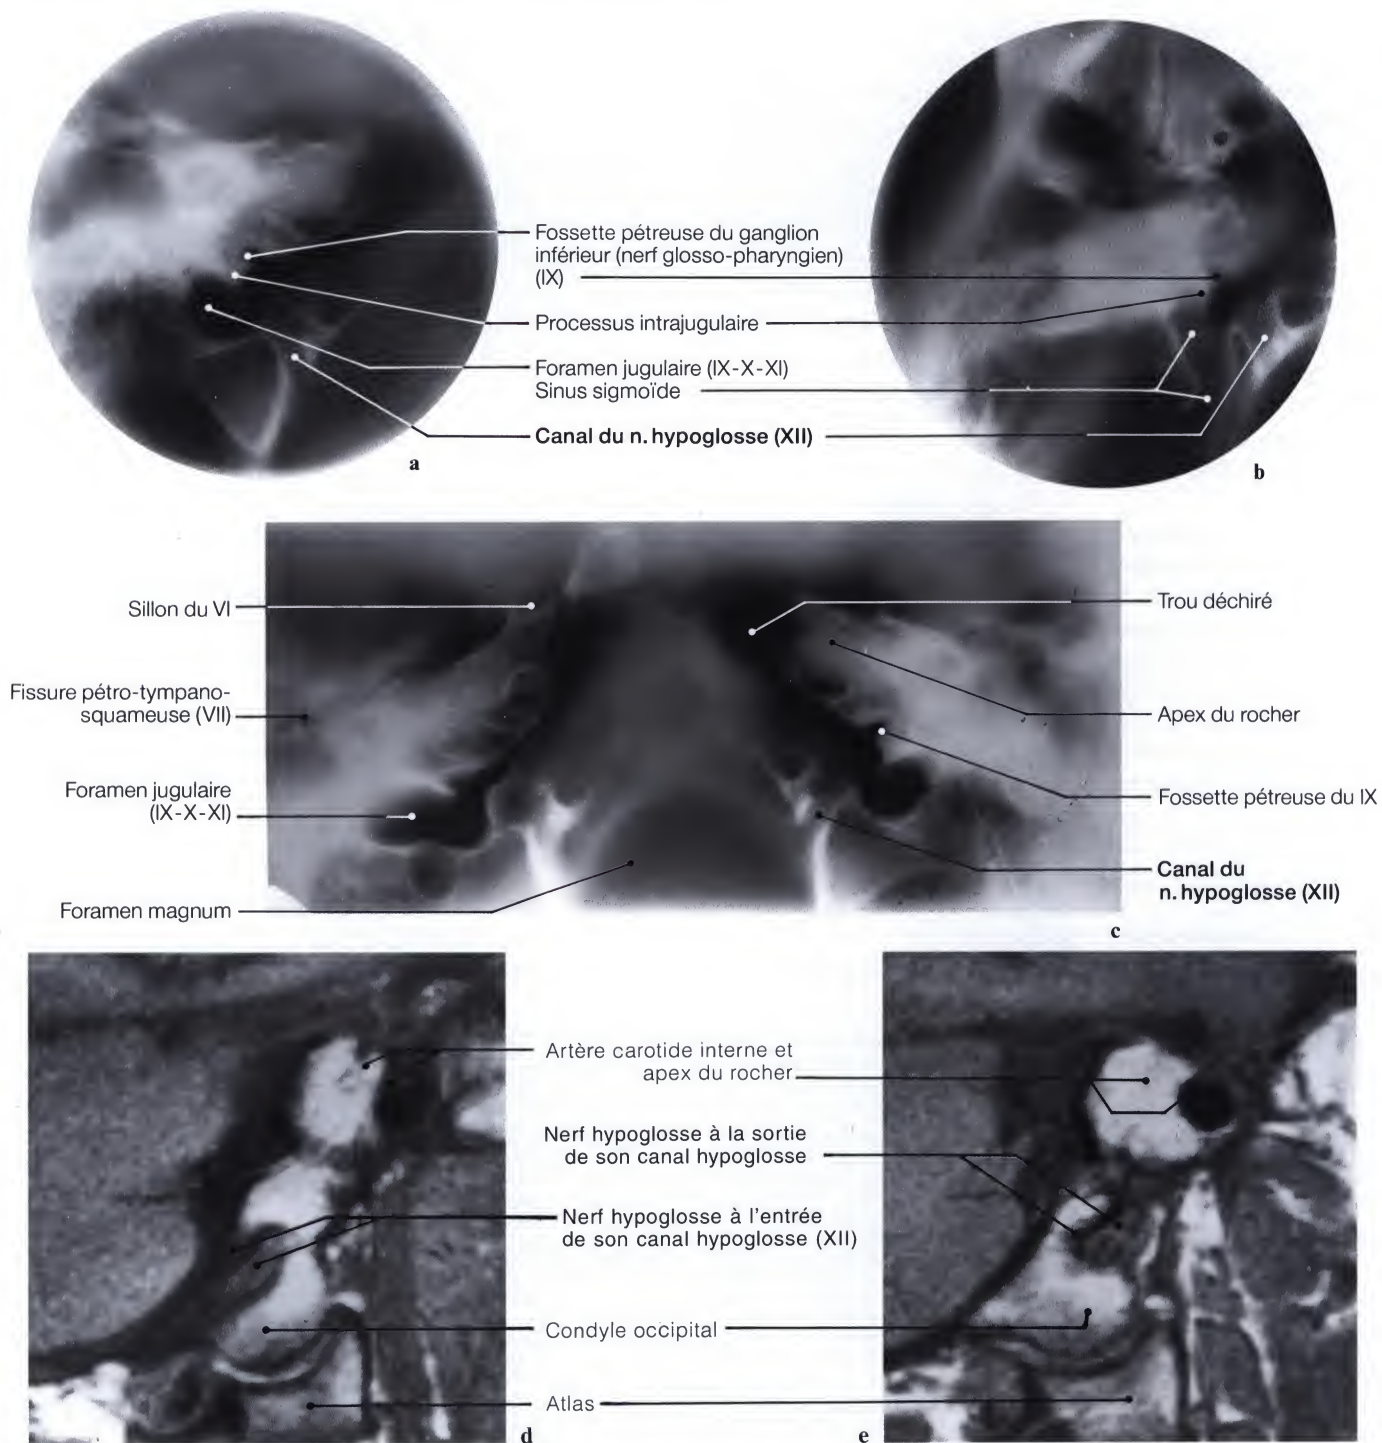 Fossette pétreuse du ganglion
inférieur (nerf glosso-pharyngien)
(IX)
Processus intrajugulaire
Foramen jugulaire (IX-X-XI)
Sinus sigmoïde
Canal du n. hypoglosse (XII)
a
b
Sillon du VI
Fissure pétro-tympano-
squameuse (VII)
Foramen jugulaire
(IX-X-XI)
Foramen magnum
Trou déchiré
Apex du rocher
Fossette pétreuse du IX
Canal du
n. hypoglosse (XII)
c
Artère carotide interne et
apex du rocher
Nerf hypoglosse à la sortie
de son canal hypoglosse
Nerf hypoglosse à l'entrée
de son canal hypoglosse (XII)
Condyle occipital
Atlas
d
e